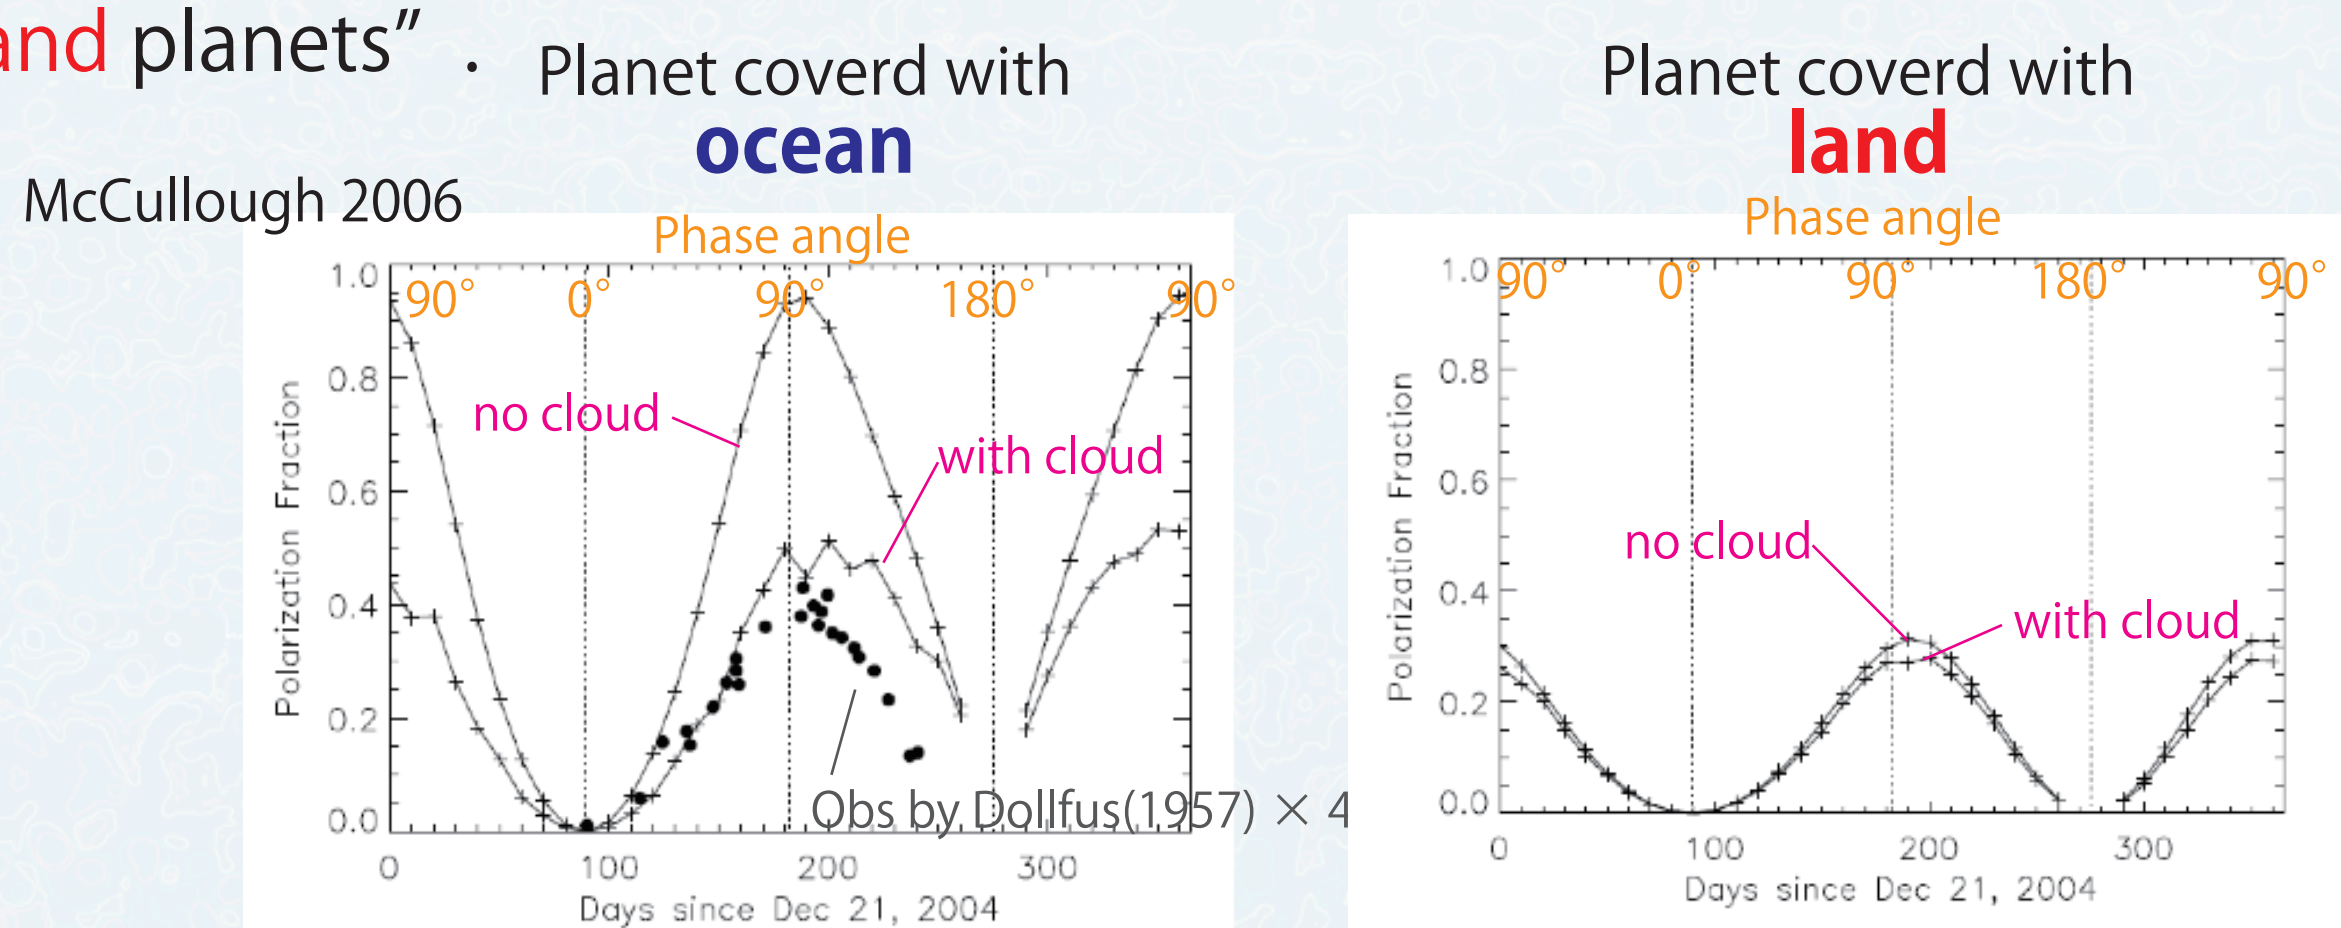 and planets” .
McCullough 2006
Planet coverd with
ocean
Phase angle
90° 0° 90° 180° 90°
1.0
0.8
0.6
0.4
0.2
0.0
Polarization Fraction
no cloud
with cloud
Obs by Dollfus(1957) × 4
0 100 200 300
Days since Dec 21, 2004
Planet coverd with
land
Phase angle
90° 0° 90° 180° 90°
1.0
0.8
0.6
0.4
0.2
0.0
Polarization Fraction
no cloud
with cloud
0 100 200 300
Days since Dec 21, 2004